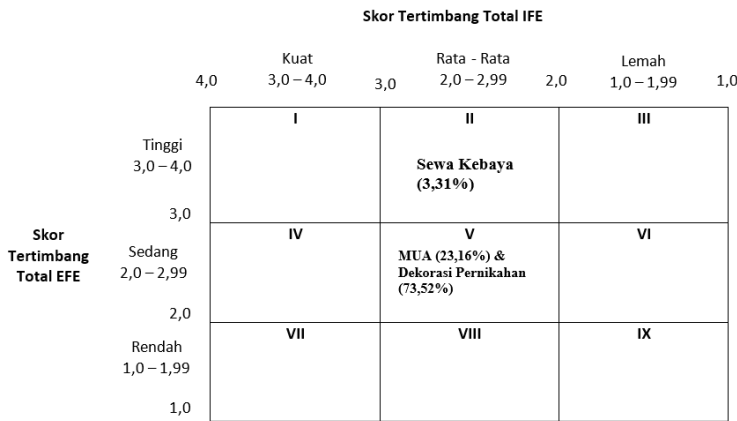 Skor Tertimbang Total IFE
Kuat
3,0 – 4,0
Rata - Rata
2,0 – 2,99
Lemah
1,0 – 1,99
4,0
3,0
2,0
1,0
I
II
III
Tinggi
3,0 – 4,0
Sewa Kebaya
(3,31%)
3,0
Skor
Tertimbang
Total EFE
IV
V
VI
Sedang
2,0 – 2,99
MUA (23,16%) &
Dekorasi Pernikahan
(73,52%)
2,0
VII
VIII
IX
Rendah
1,0 – 1,99
1,0